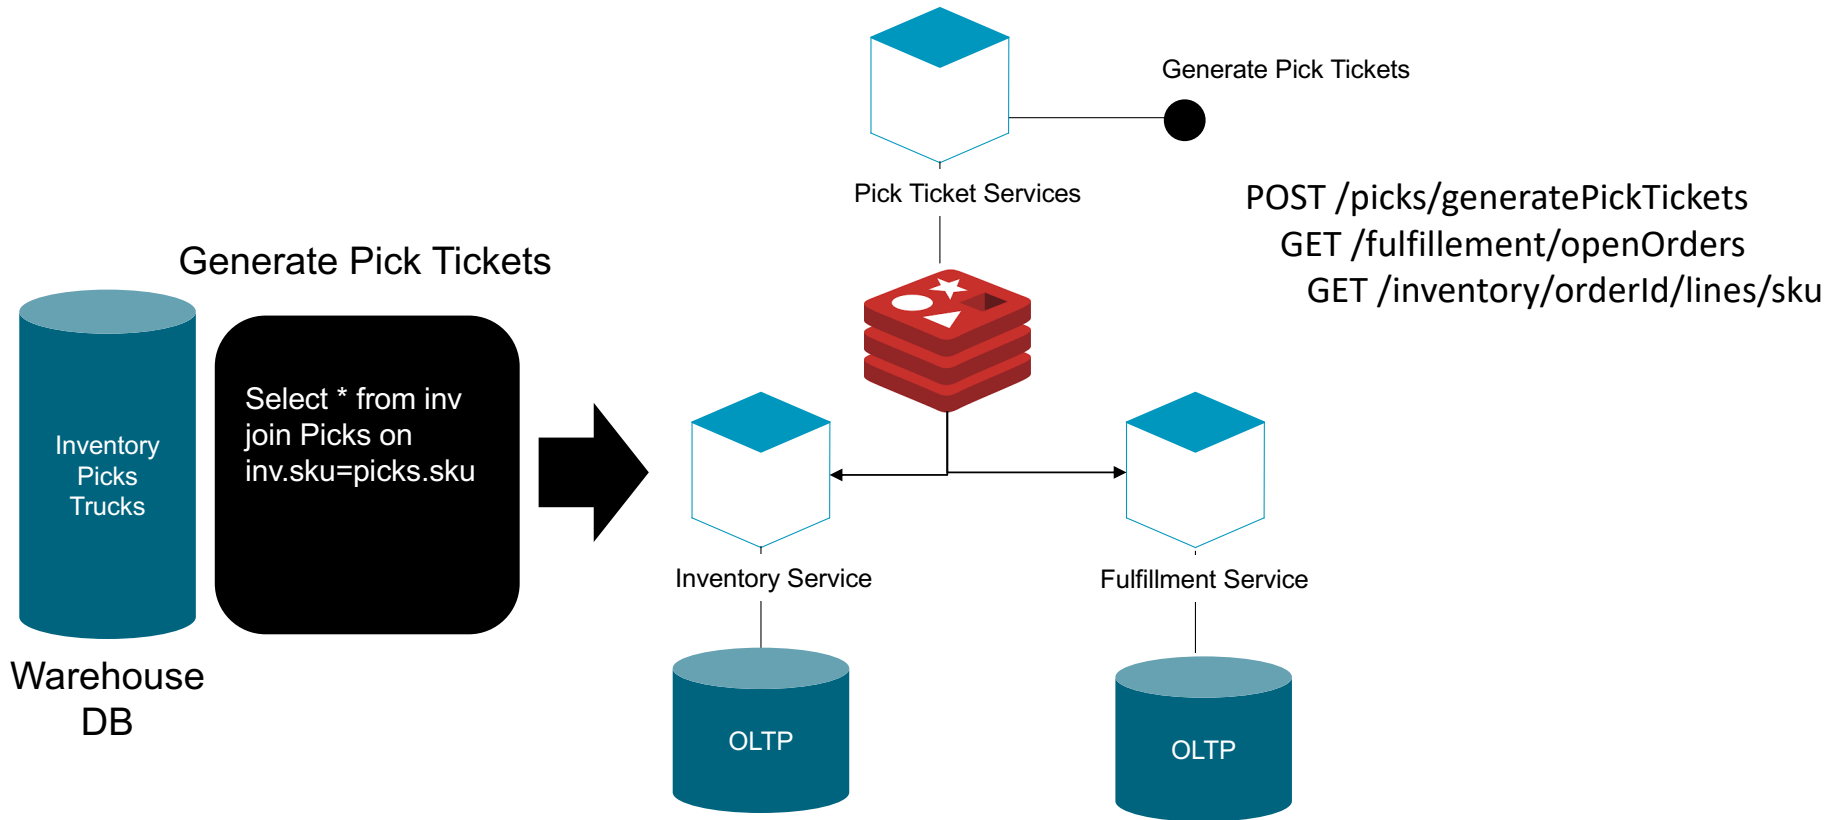 Generate Pick Tickets
Pick Ticket Services
POST /picks/generatePickTickets
GET /fulfillement/openOrders
GET /inventory/orderId/lines/sku
Generate Pick Tickets
Select * from inv
join Picks on
inv.sku=picks.sku
Inventory
Picks
Trucks
Warehouse
DB
Inventory Service
Fulfillment Service
OLTP
OLTP